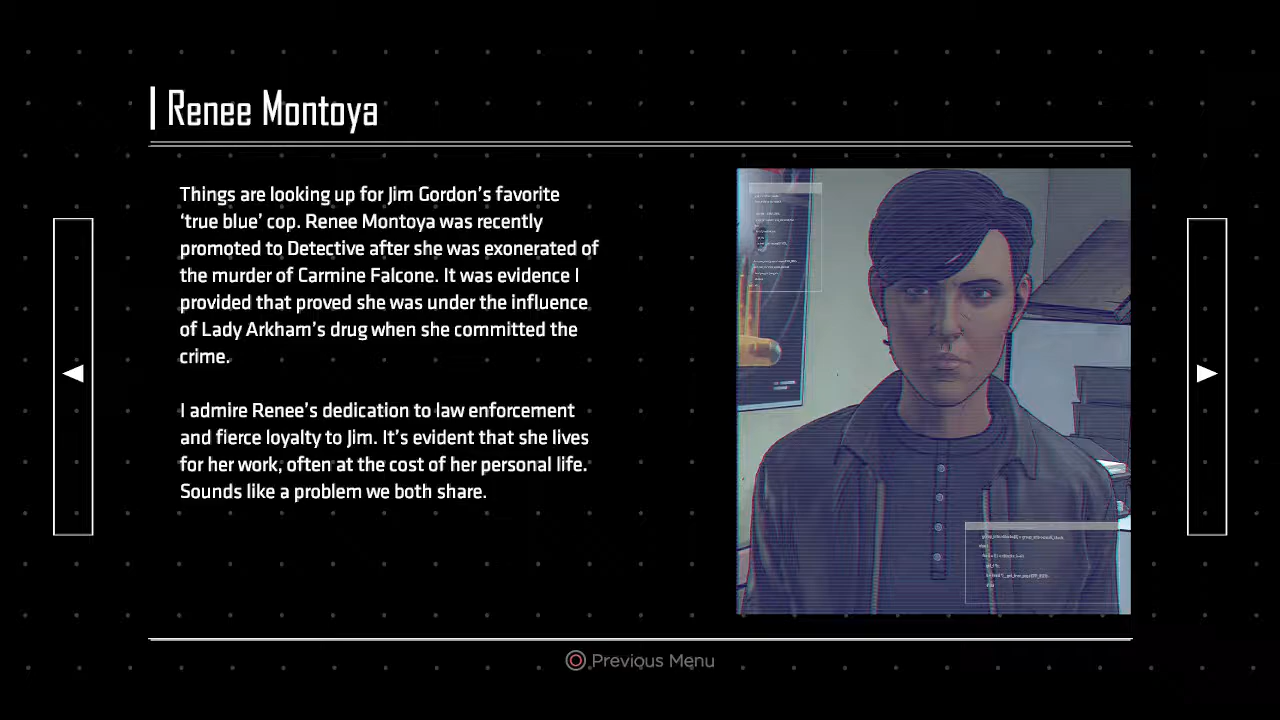 Renee Montoya
Things are looking up for Jim Gordon's favorite
'true blue' cop. Renee Montoya was recently
promoted to Detective after she was exonerated of
the murder of Carmine Falcone. It was evidence I
provided that proved she was under the influence
of Lady Arkham's drug when she committed the
crime.
I admire Renee's dedication to law enforcement
and fierce loyalty to Jim. It's evident that she lives
for her work, often at the cost of her personal life.
Sounds like a problem we both share.
Previous Menu